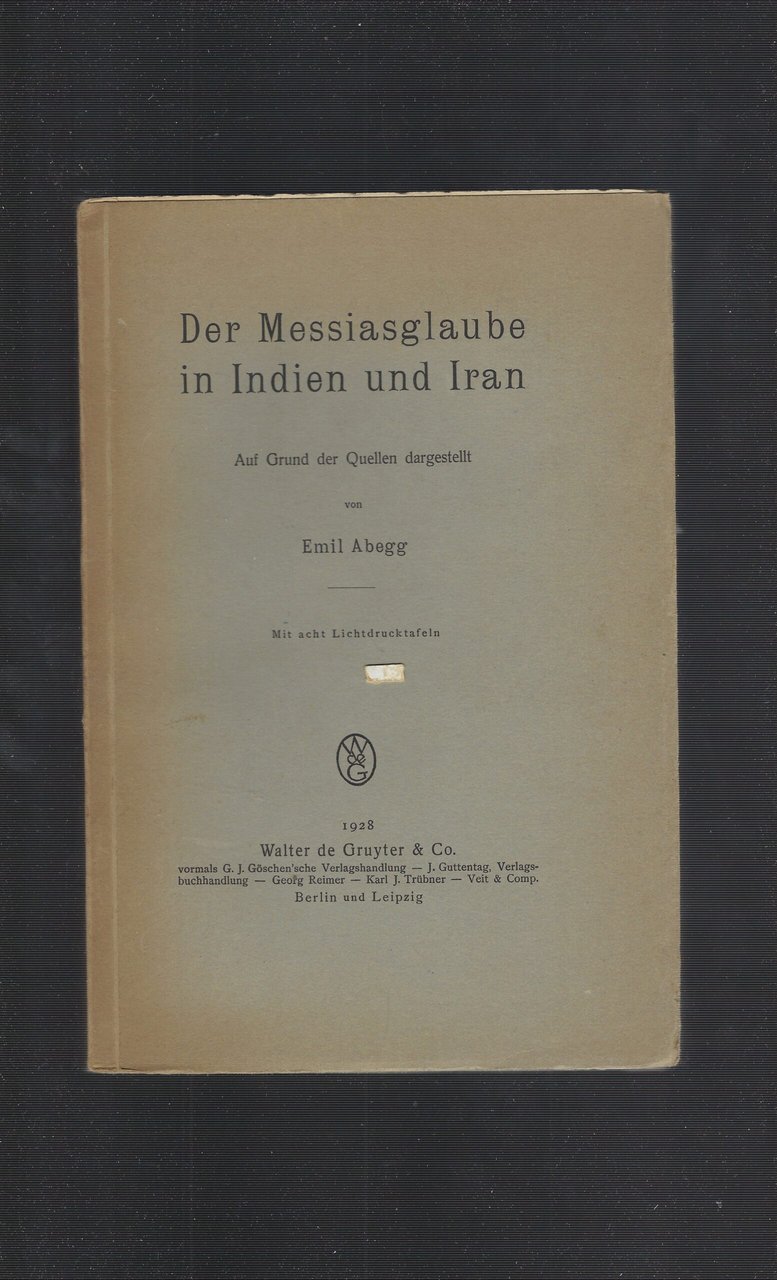 Der Messiasglaube
in Indien und Iran
Auf Grund der Quellen dargestellt
von
Emil Abegg
Mit acht Lichtdrucktafeln
W
de
G
1928
Walter de Gruyter & Co.
vormals G. J. Göschen'sche Verlagshandlung — J. Guttentag, Verlags-
buchhandlung — Georg Reimer — Karl J. Trübner — Veit & Comp.
Berlin und Leipzig